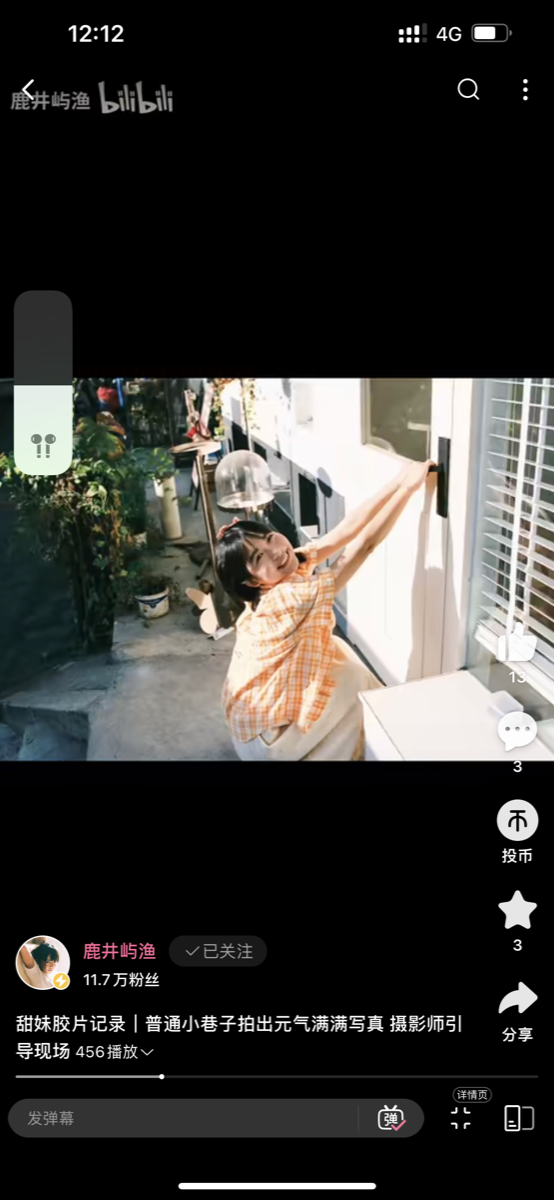 12:12
4G
鹿井屿渔 bilibili
13
3
投币
3
分享
鹿井屿渔
已关注
11.7万粉丝
甜妹胶片记录｜普通小巷子拍出元气满满写真 摄影师引
导现场 456播放
详情页
发弹幕
弹